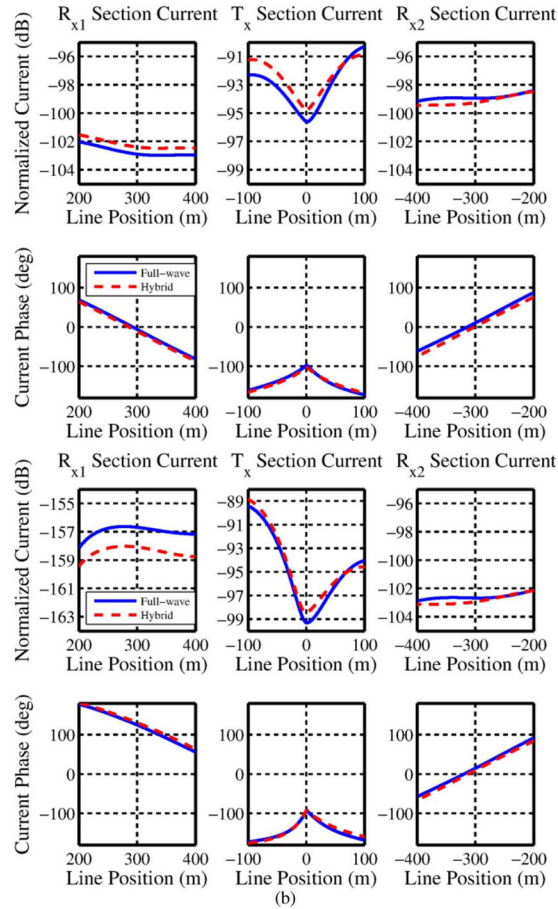 R_x1 Section Current T_x Section Current R_x2 Section Current
Normalized Current (dB)
−96 −98 −100 −102 −104
−91 −93 −95 −97 −99
−96 −98 −100 −102 −104
200 300 400 −100 0 100 −400 −300 −200
Line Position (m) Line Position (m) Line Position (m)
Current Phase (deg)
100 0 −100
Full-wave
Hybrid
100 0 −100
100 0 −100
200 300 400 −100 0 100 −400 −300 −200
Line Position (m) Line Position (m) Line Position (m)
R_x1 Section Current T_x Section Current R_x2 Section Current
Normalized Current (dB)
−155 −157 −159 −161 −163
Full-wave
Hybrid
−89 −91 −93 −95 −97 −99
−96 −98 −100 −102 −104
200 300 400 −100 0 100 −400 −300 −200
Line Position (m) Line Position (m) Line Position (m)
Current Phase (deg)
100 0 −100
100 0 −100
100 0 −100
200 300 400 −100 0 100 −400 −300 −200
Line Position (m) Line Position (m) Line Position (m)
(b)